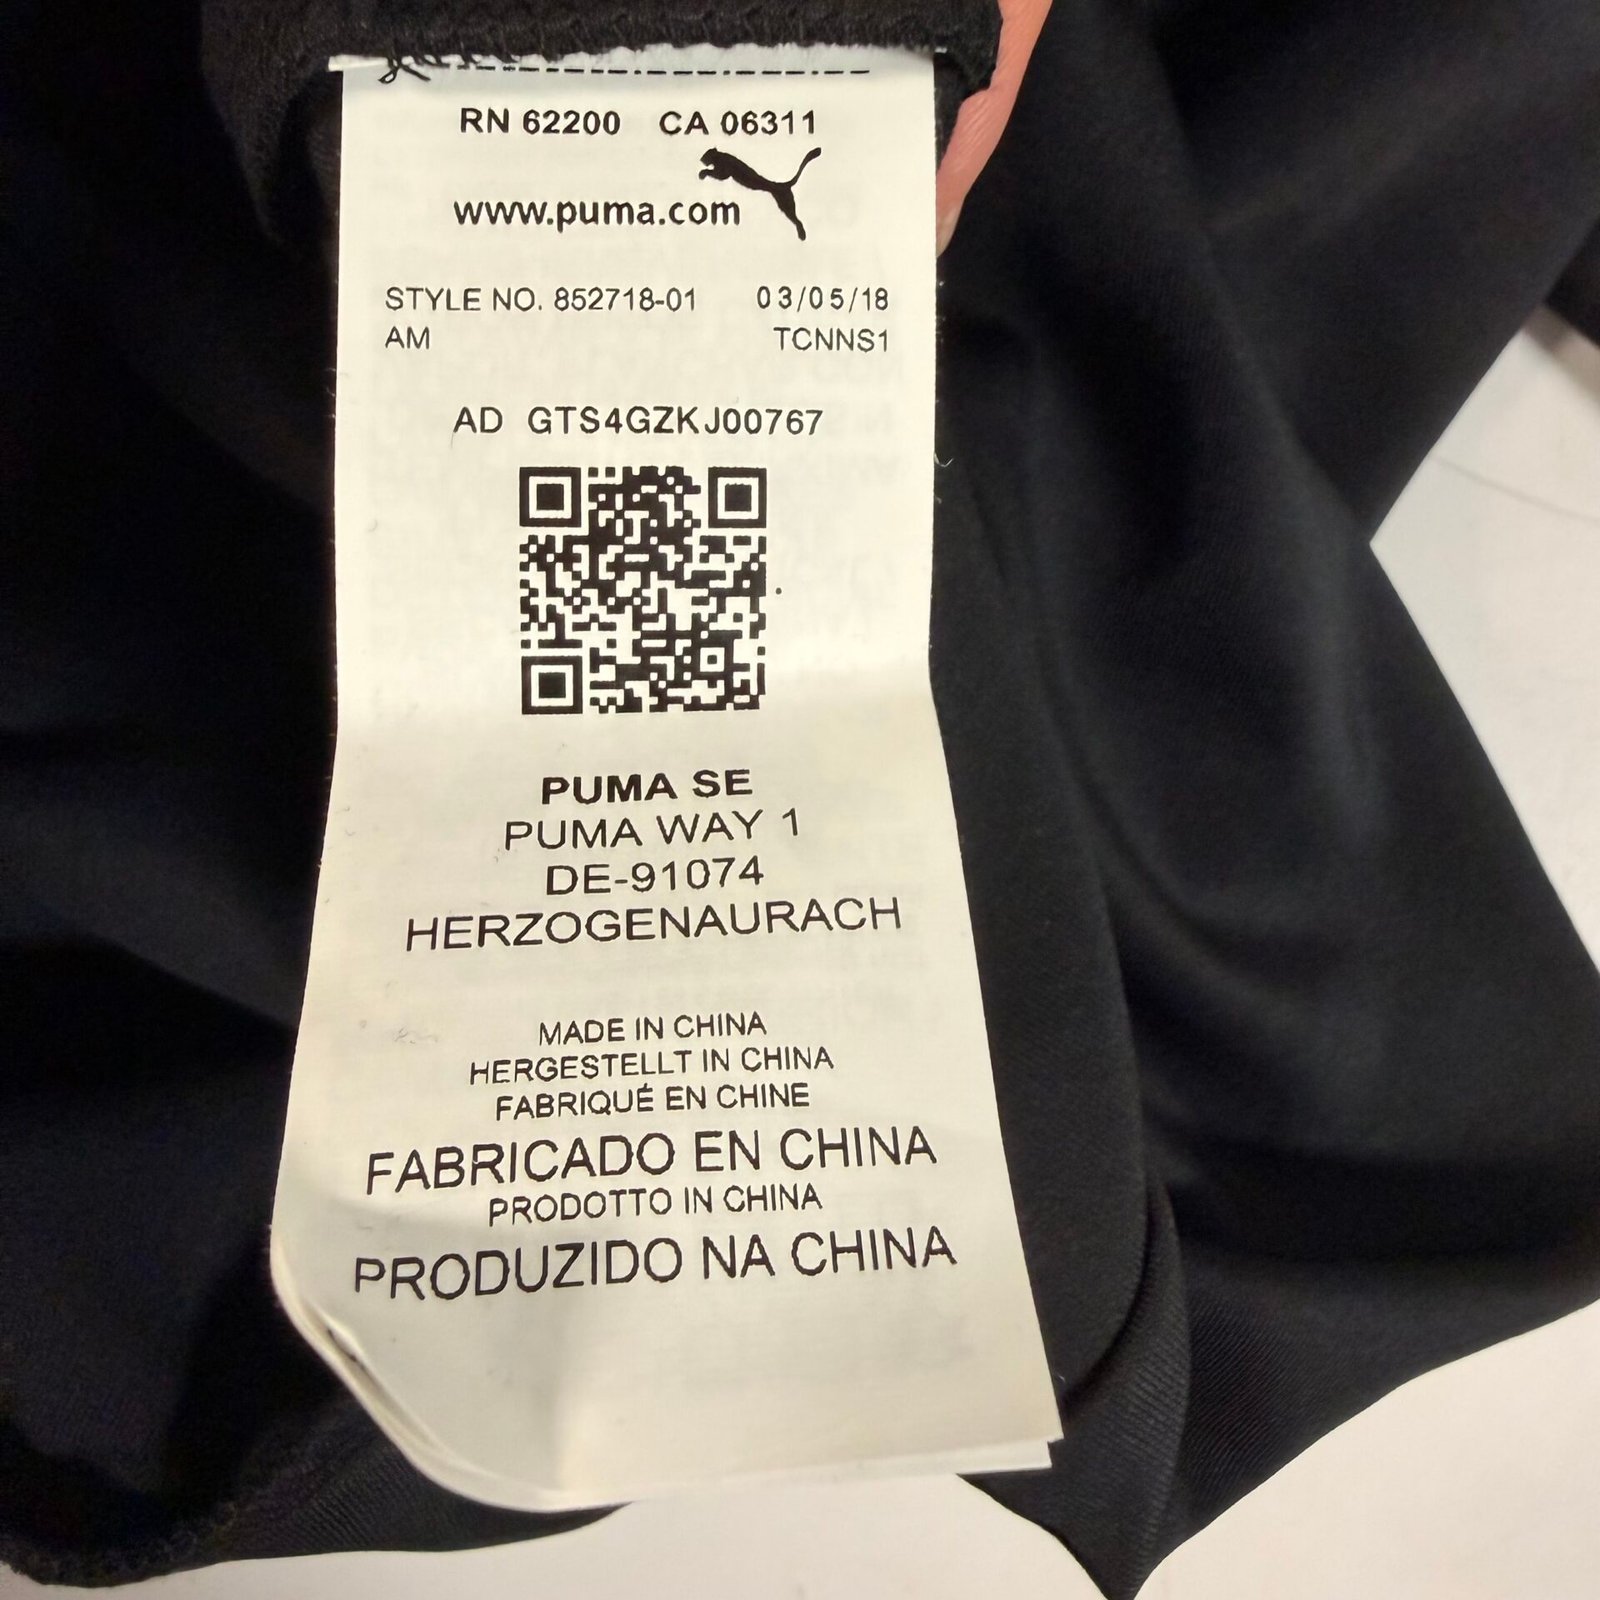 RN 62200 CA 06311
www.puma.com
STYLE NO. 852718-01 03/05/18
AM TCNNS1
AD GTS4GZKJ00767
PUMA SE
PUMA WAY 1
DE-91074
HERZOGENAURACH
MADE IN CHINA
HERGESTELLT IN CHINA
FABRIQUÉ EN CHINE
FABRICADO EN CHINA
PRODOTTO IN CHINA
PRODUZIDO NA CHINA